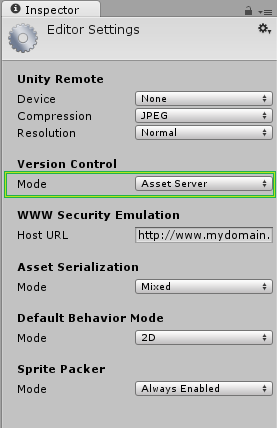 Inspector
Editor Settings
Unity Remote
Device None
Compression JPEG
Resolution Normal
Version Control
Mode Asset Server
WWW Security Emulation
Host URL http://www.mydomain.
Asset Serialization
Mode Mixed
Default Behavior Mode
Mode 2D
Sprite Packer
Mode Always Enabled